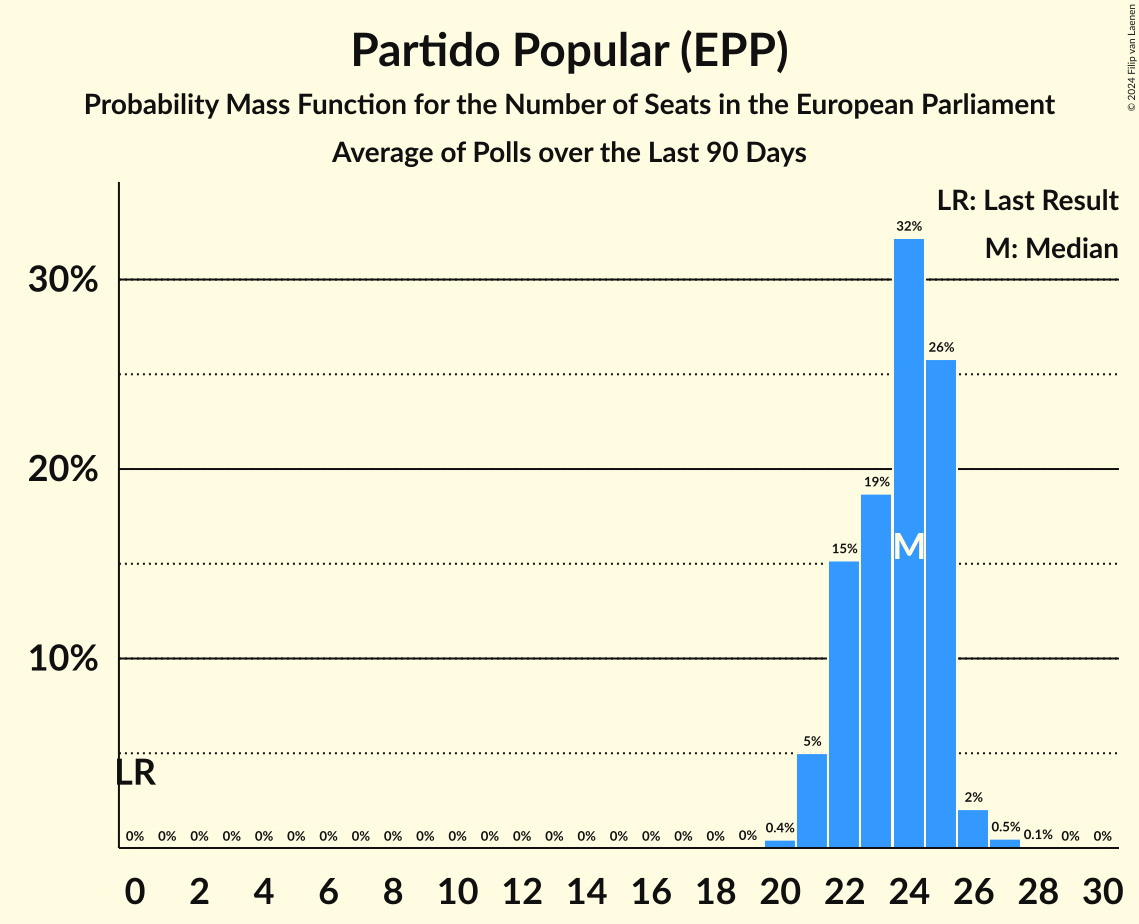 Partido Popular (EPP)
Probability Mass Function for the Number of Seats in the European Parliament
Average of Polls over the Last 90 Days
© 2024 Filip van Laenen
LR: Last Result
M: Median
30%
20%
10%
32%
26%
19%
15%
M
5%
LR
0% 0% 0% 0% 0% 0% 0% 0% 0% 0% 0% 0% 0% 0% 0% 0% 0% 0% 0% 0% 0.4% 2% 0.5% 0.1% 0% 0%
0 2 4 6 8 10 12 14 16 18 20 22 24 26 28 30